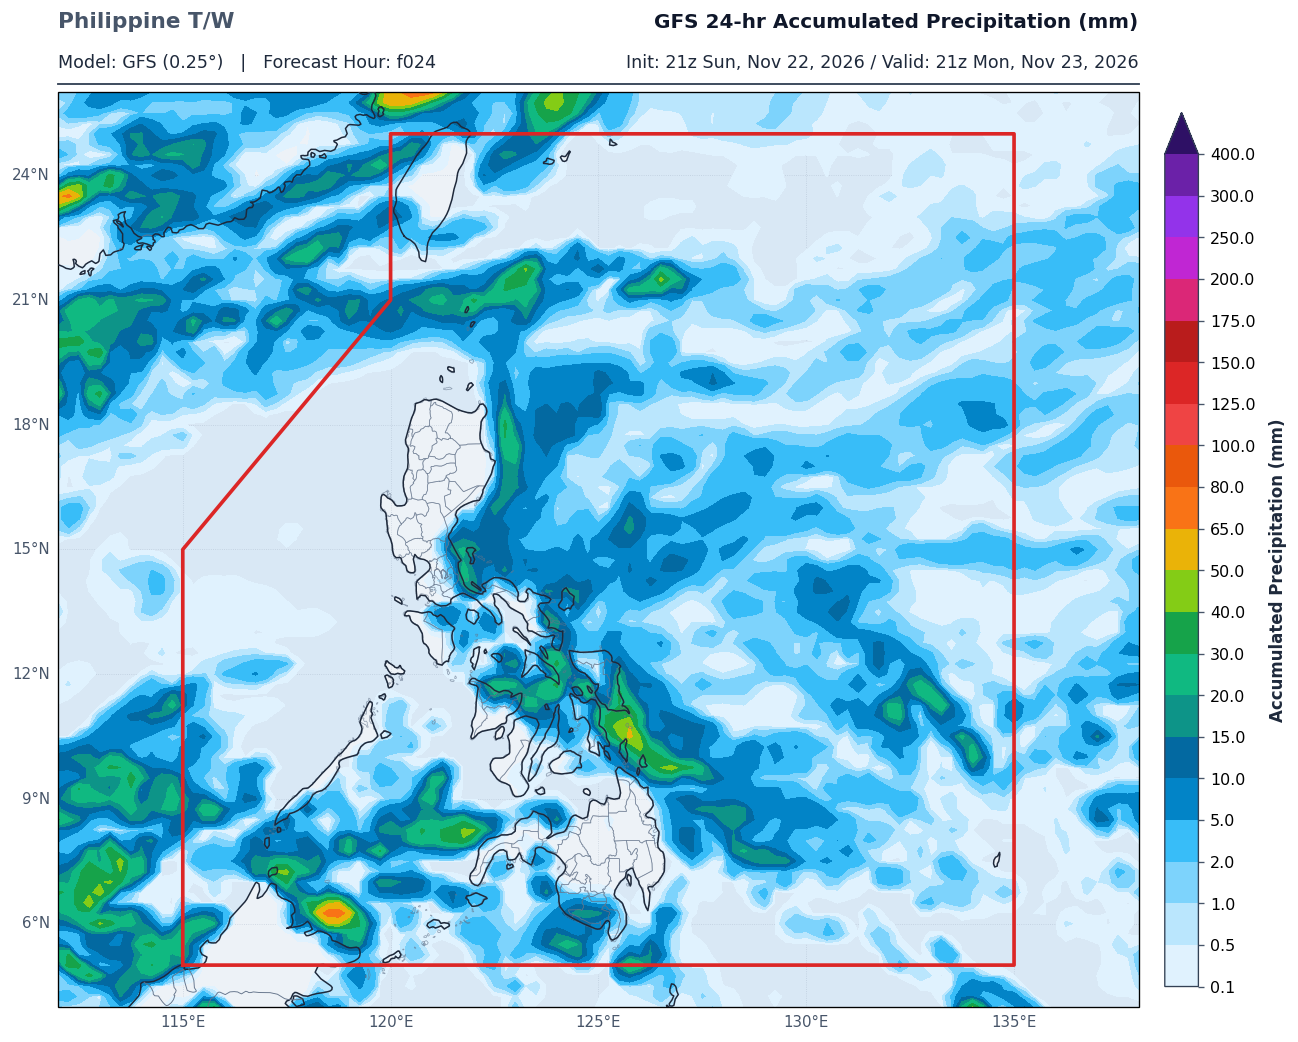 Philippine T/W
GFS 24-hr Accumulated Precipitation (mm)
Model: GFS (0.25°) | Forecast Hour: f024
Init: 21z Sun, Nov 22, 2026 / Valid: 21z Mon, Nov 23, 2026
24°N
21°N
18°N
15°N
12°N
9°N
6°N
115°E
120°E
125°E
130°E
135°E
400.0
300.0
250.0
200.0
175.0
150.0
125.0
100.0
80.0
65.0
50.0
40.0
30.0
20.0
15.0
10.0
5.0
2.0
1.0
0.5
0.1
Accumulated Precipitation (mm)